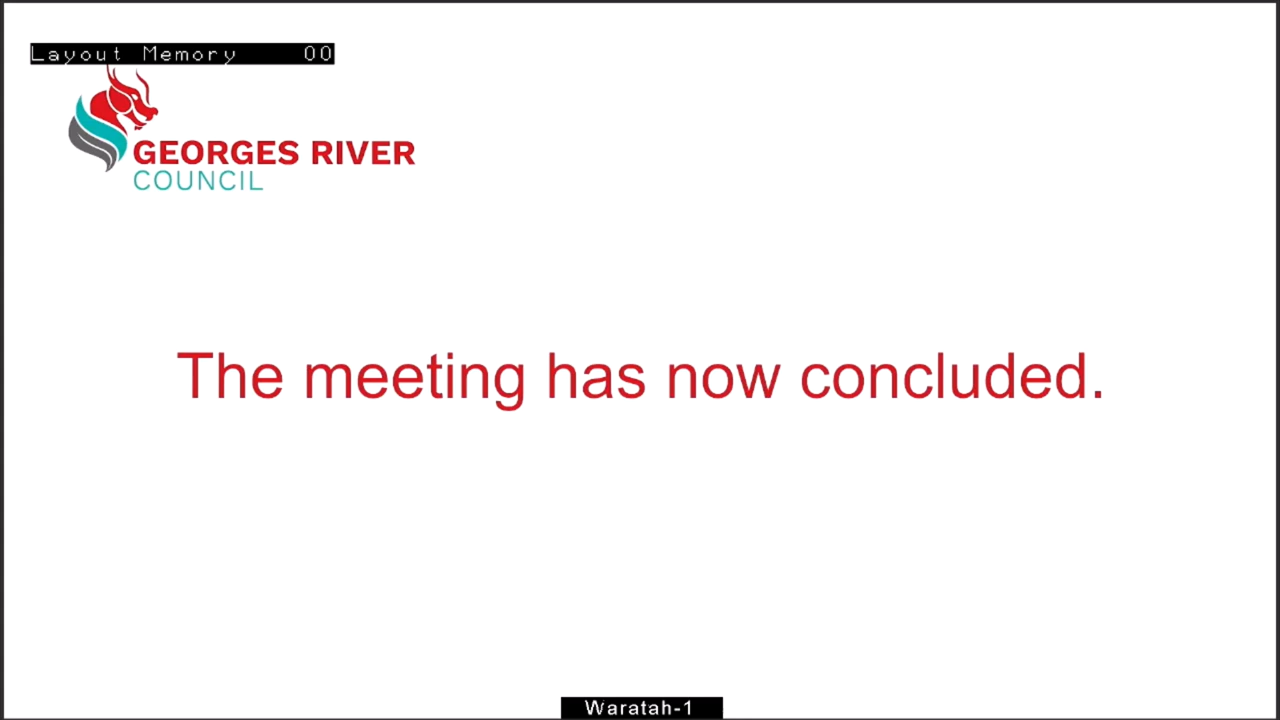 Layout Memory 00
GEORGES RIVER
COUNCIL
The meeting has now concluded.
Waratah-1